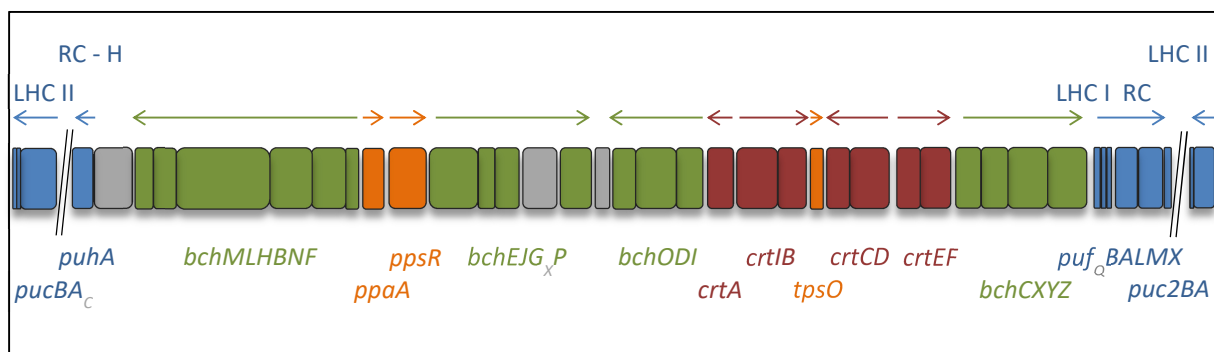 RC - H
LHC II
LHC II
LHC I RC
puhA
bchMLHBNF
ppsR
bchEJGXP
bchODI
crtIB
crtCD
crtEF
pufQBALMX
pucBAC
ppaA
crtA
tpsO
bchCXYZ
puc2BA